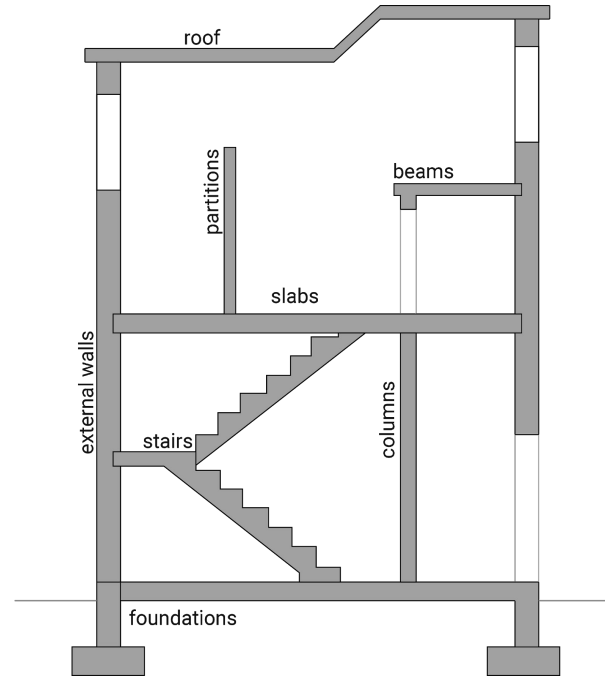 roof
partitions
beams
slabs
external walls
stairs
columns
foundations